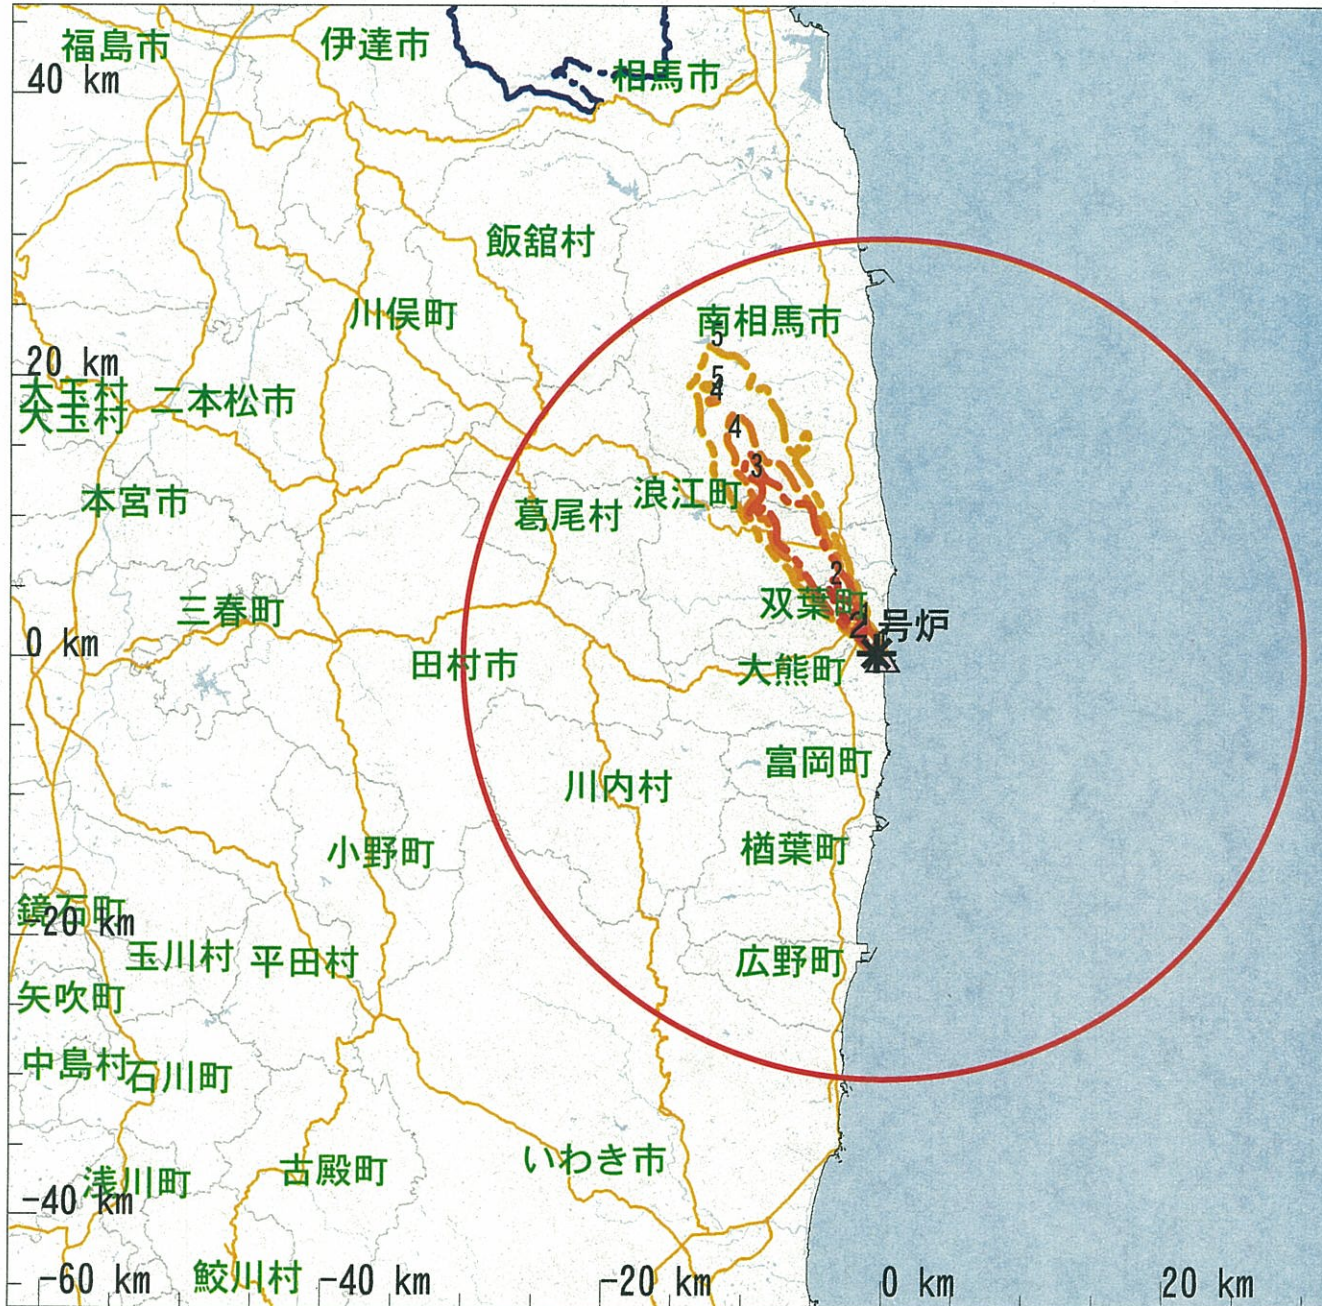 福島市
伊達市
相馬市
40 km
飯舘村
川俣町
南相馬市
5
20 km
5
4
大玉村
大玉村
二本松市
4
3
本宮市
葛尾村
浪江町
2
三春町
双葉町
1
2号炉
0 km
田村市
大熊町
富岡町
川内村
小野町
楢葉町
鏡石町
-20 km
玉川村
平田村
広野町
矢吹町
中島村
石川町
いわき市
浅川町
古殿町
-40 km
鮫川村
-60 km
-40 km
-20 km
0 km
20 km